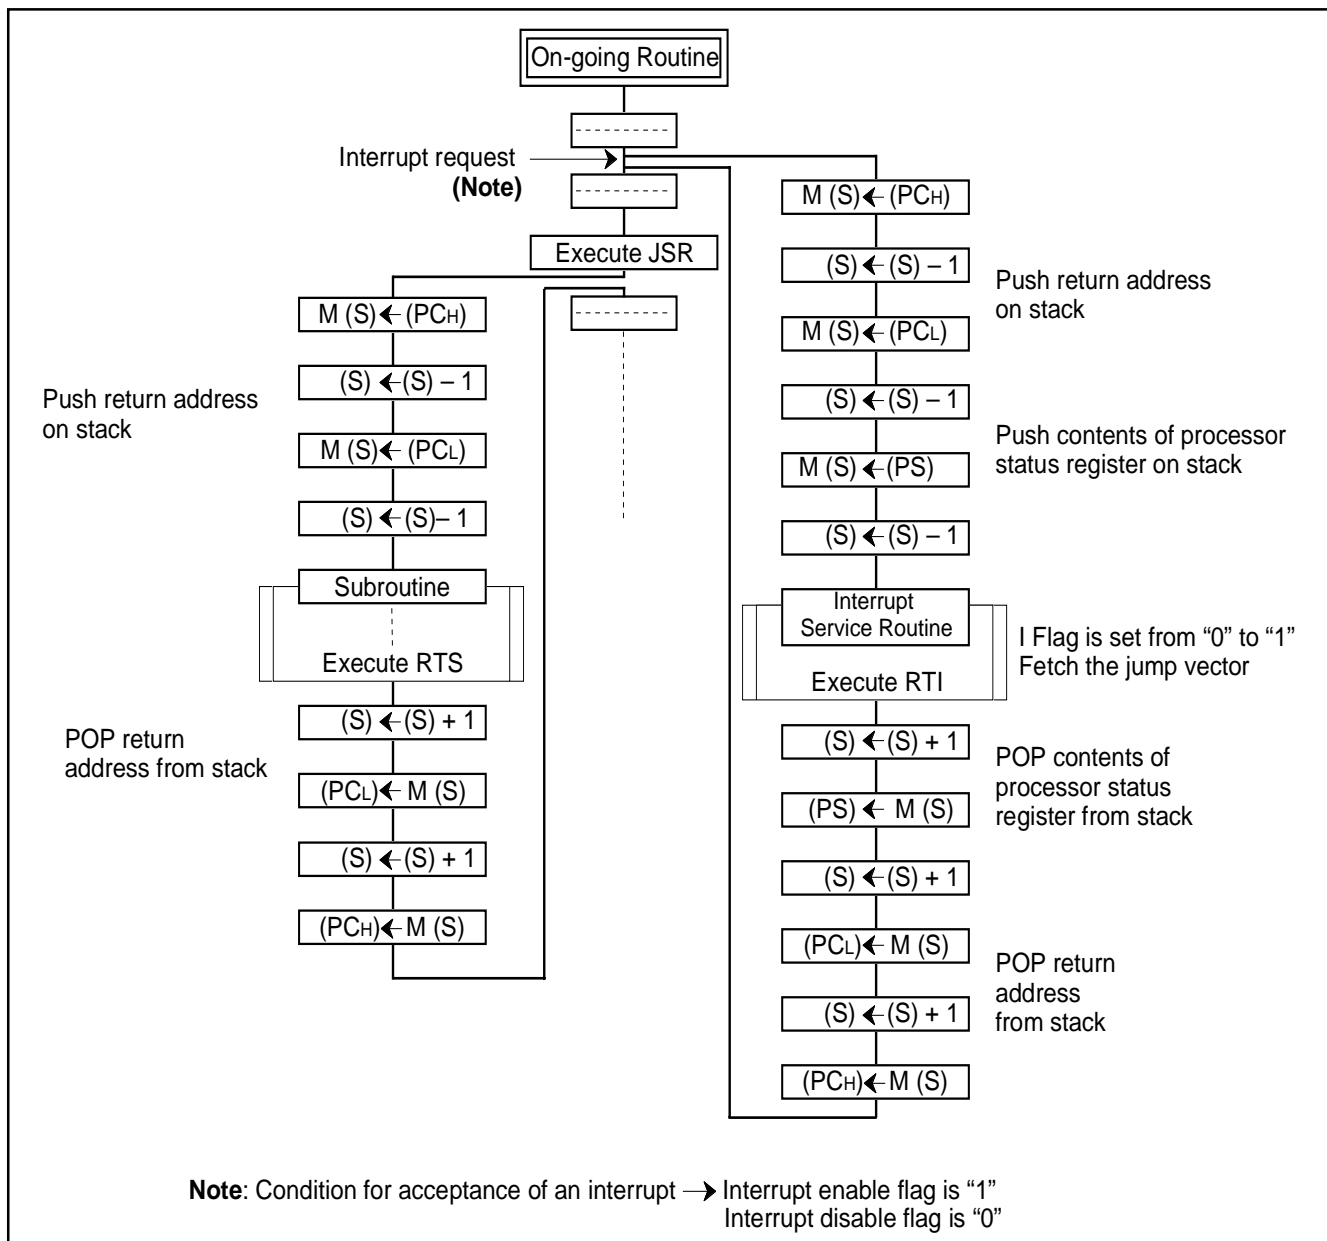 On-going Routine
Interrupt request
(Note)
Execute JSR
M (S) ← (PCH)
(S) ← (S) – 1
M (S) ← (PCL)
(S) ← (S)– 1
Push return address
on stack
Subroutine
Execute RTS
POP return
address from stack
(S) ← (S) + 1
(PCL) ← M (S)
(S) ← (S) + 1
(PCH) ← M (S)
M (S) ← (PCH)
(S) ← (S) – 1
M (S) ← (PCL)
(S) ← (S) – 1
M (S) ← (PS)
(S) ← (S) – 1
Push return address
on stack
Push contents of processor
status register on stack
Interrupt
Service Routine
Execute RTI
I Flag is set from “0” to “1”
Fetch the jump vector
(S) ← (S) + 1
(PS) ← M (S)
(S) ← (S) + 1
(PCL) ← M (S)
(S) ← (S) + 1
(PCH) ← M (S)
POP contents of
processor status
register from stack
POP return
address
from stack
Note: Condition for acceptance of an interrupt → Interrupt enable flag is “1”
Interrupt disable flag is “0”